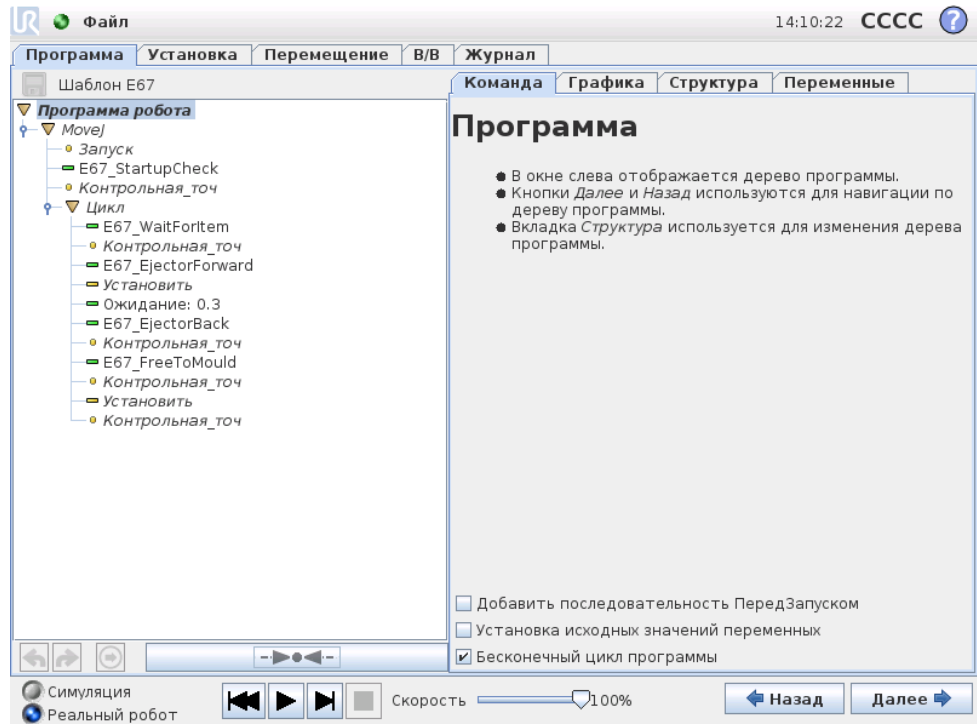 UR Файл 14:10:22 CCCC ?
Программа Установка Перемещение В/В Журнал
Шаблон E67
Программа робота
MoveJ
Запуск
E67_StartupCheck
Контрольная_точ
Цикл
E67_WaitForItem
Контрольная_точ
E67_EjectorForward
Установить
Ожидание: 0.3
E67_EjectorBack
Контрольная_точ
E67_FreeToMould
Контрольная_точ
Установить
Контрольная_точ
Команда Графика Структура Переменные
Программа
В окне слева отображается дерево программы.
Кнопки Далее и Назад используются для навигации по
дереву программы.
Вкладка Структура используется для изменения дерева
программы.
Добавить последовательность ПередЗапуском
Установка исходных значений переменных
Бесконечный цикл программы
Симуляция
Реальный робот
Скорость 100%
Назад Далее